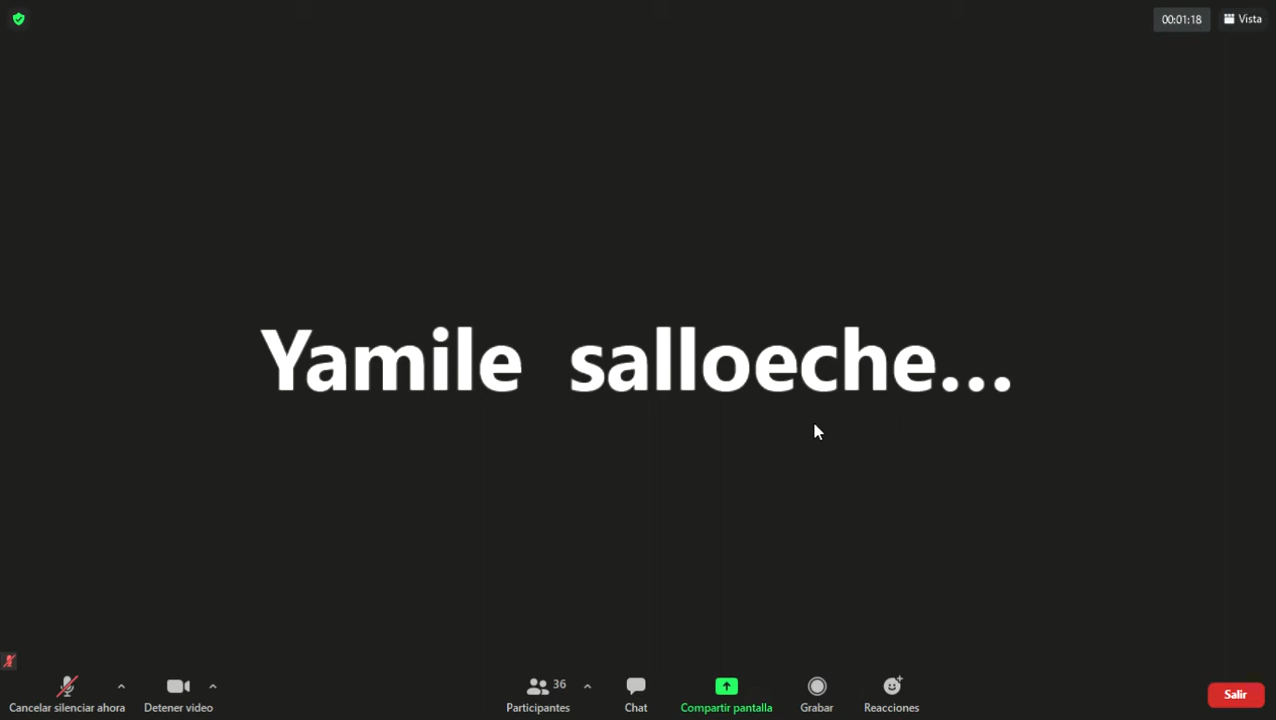 00:01:18
Vista
Yamile salloeche...
Cancelar silenciar ahora
Detener video
36
Participantes
Chat
Compartir pantalla
Grabar
Reacciones
Salir